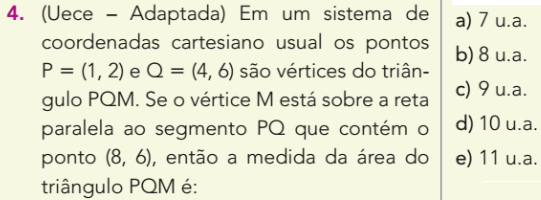 4. (Uece – Adaptada) Em um sistema de
coordenadas cartesiano usual os pontos
P = (1, 2) e Q = (4, 6) são vértices do triân-
gulo PQM. Se o vértice M está sobre a reta
paralela ao segmento PQ que contém o
ponto (8, 6), então a medida da área do
triângulo PQM é:
a) 7 u.a.
b) 8 u.a.
c) 9 u.a.
d) 10 u.a.
e) 11 u.a.